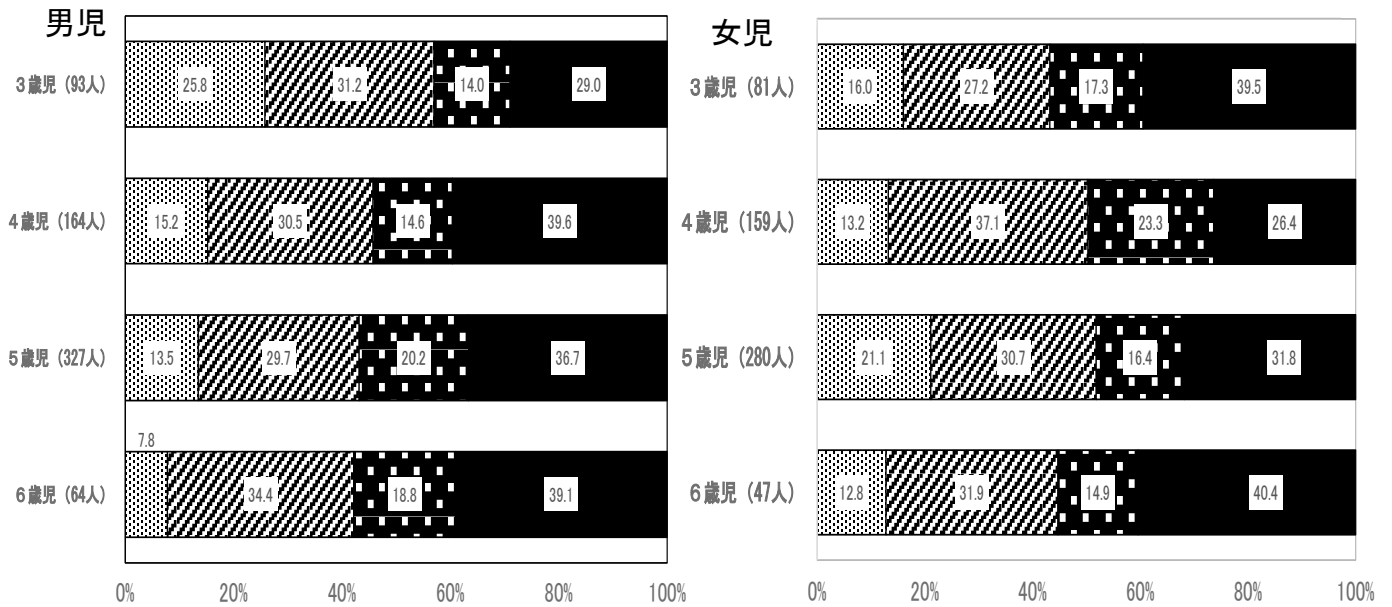 男児
3歳児（93人） 25.8 31.2 14.0 29.0
4歳児（164人） 15.2 30.5 14.6 39.6
5歳児（327人） 13.5 29.7 20.2 36.7
7.8
6歳児（64人） 34.4 18.8 39.1
0% 20% 40% 60% 80% 100%
女児
3歳児（81人） 16.0 27.2 17.3 39.5
4歳児（159人） 13.2 37.1 23.3 26.4
5歳児（280人） 21.1 30.7 16.4 31.8
6歳児（47人） 12.8 31.9 14.9 40.4
0% 20% 40% 60% 80% 100%